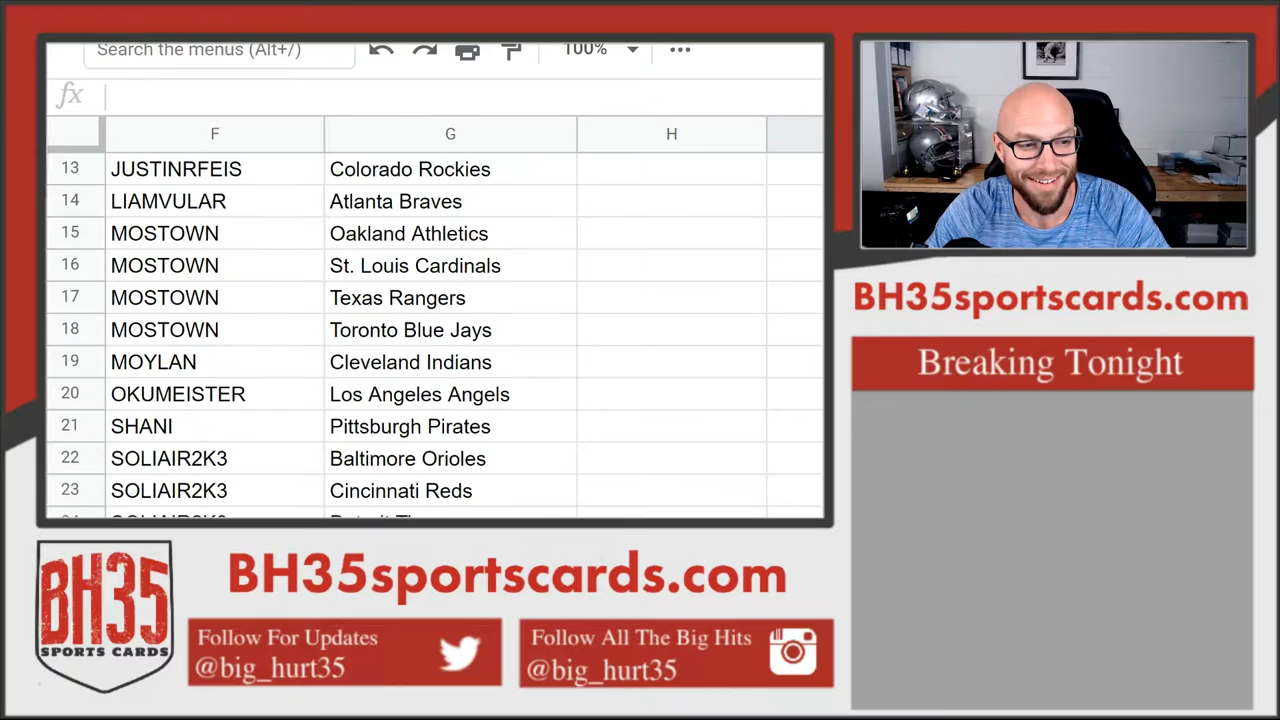 Search the menus (Alt+/)
100%
fx
F G H
13 JUSTINRFEIS Colorado Rockies
14 LIAMVULAR Atlanta Braves
15 MOSTOWN Oakland Athletics
16 MOSTOWN St. Louis Cardinals
17 MOSTOWN Texas Rangers
18 MOSTOWN Toronto Blue Jays
19 MOYLAN Cleveland Indians
20 OKUMEISTER Los Angeles Angels
21 SHANI Pittsburgh Pirates
22 SOLIAIR2K3 Baltimore Orioles
23 SOLIAIR2K3 Cincinnati Reds
BH35sportscards.com
Breaking Tonight
BH35
SPORTS CARDS
BH35sportscards.com
Follow For Updates
@big_hurt35
Follow All The Big Hits
@big_hurt35